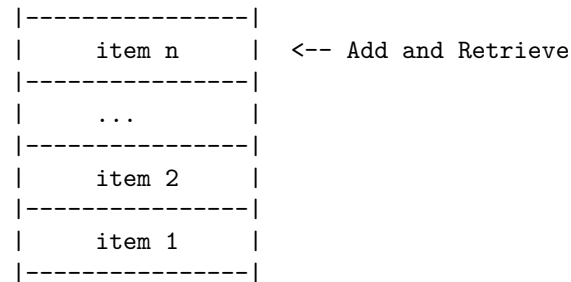 |----------------|
|     item n     |  <-- Add and Retrieve
|----------------|
|     ...        |
|----------------|
|     item 2     |
|----------------|
|     item 1     |
|----------------|